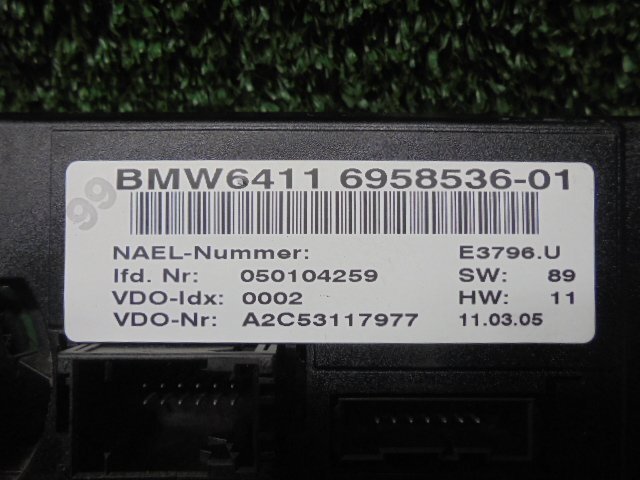 99
BMW6411 6958536-01
NAEL-Nummer: E3796.U
lfd. Nr: 050104259 SW: 89
VDO-Idx: 0002 HW: 11
VDO-Nr: A2C53117977 11.03.05